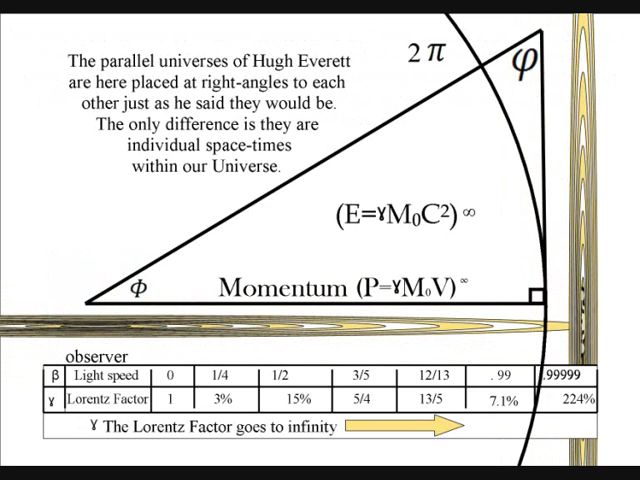 The parallel universes of Hugh Everett
are here placed at right-angles to each
other just as he said they would be.
The only difference is they are
individual space-times
within our Universe.
2 π
φ
(E=γM₀C²) ∞
Φ
Momentum (P=γM₀V) ∞
observer
β Light speed 0 1/4 1/2 3/5 12/13 . 99 .99999
γ Lorentz Factor 1 3% 15% 5/4 13/5 7.1% 224%
γ The Lorentz Factor goes to infinity